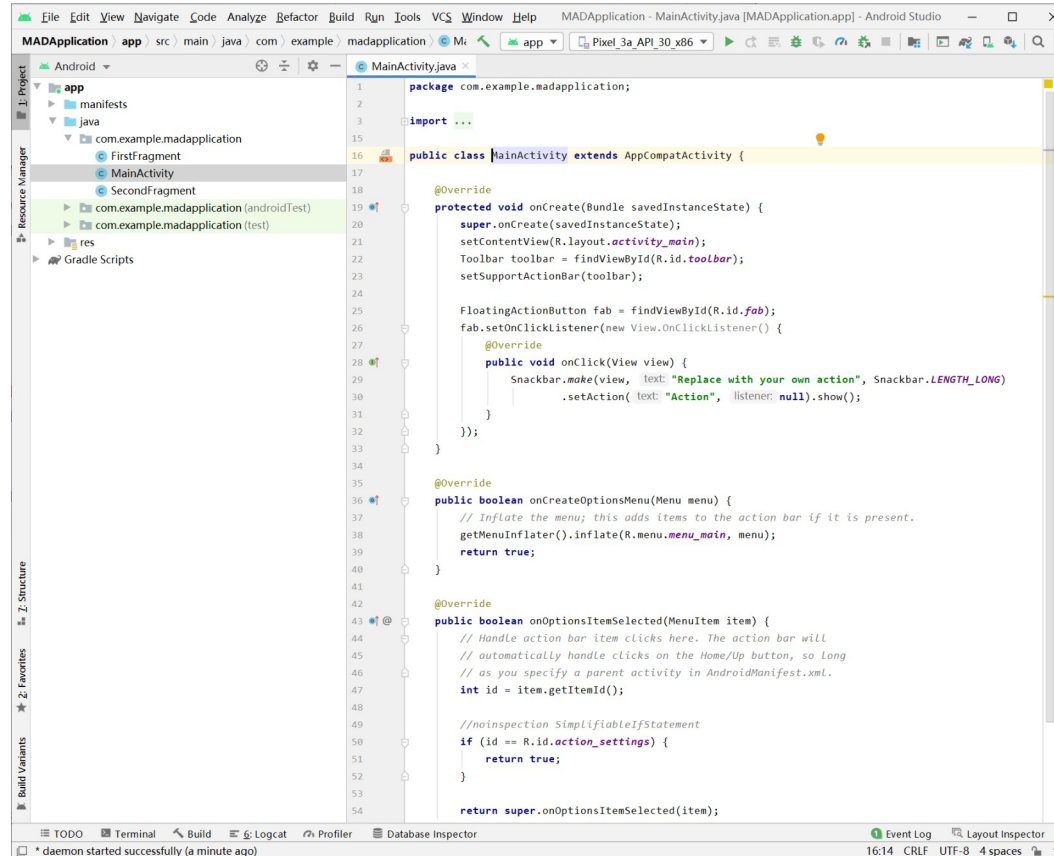 File Edit View Navigate Code Analyze Refactor Build Run Tools VCS Window Help MADApplication - MainActivity.java [MADApplication.app] - Android Studio
MADApplication app src main java com example madapplication app Pixel_3a_API_30_x86
Android
MainActivity.java
1: Project
Resource Manager
Z: Structure
2: Favorites
Build Variants
app
manifests
java
com.example.madapplication
FirstFragment
MainActivity
SecondFragment
com.example.madapplication (androidTest)
com.example.madapplication (test)
res
Gradle Scripts
1 package com.example.madapplication;
2
3 import ...
15
16 public class MainActivity extends AppCompatActivity {
17
18 @Override
19 protected void onCreate(Bundle savedInstanceState) {
20 super.onCreate(savedInstanceState);
21 setContentView(R.layout.activity_main);
22 Toolbar toolbar = findViewById(R.id.toolbar);
23 setSupportActionBar(toolbar);
24
25 FloatingActionButton fab = findViewById(R.id.fab);
26 fab.setOnClickListener(new View.OnClickListener() {
27 @Override
28 public void onClick(View view) {
29 Snackbar.make(view, text: "Replace with your own action", Snackbar.LENGTH_LONG)
30 .setAction( text: "Action", listener: null).show();
31 }
32 });
33 }
34
35 @Override
36 public boolean onCreateOptionsMenu(Menu menu) {
37 // Inflate the menu; this adds items to the action bar if it is present.
38 getMenuInflater().inflate(R.menu.menu_main, menu);
39 return true;
40 }
41
42 @Override
43 @ public boolean onOptionsItemSelected(MenuItem item) {
44 // Handle action bar item clicks here. The action bar will
45 // automatically handle clicks on the Home/Up button, so long
46 // as you specify a parent activity in AndroidManifest.xml.
47 int id = item.getItemId();
48
49 //noinspection SimplifiableIfStatement
50 if (id == R.id.action_settings) {
51 return true;
52 }
53
54 return super.onOptionsItemSelected(item);
TODO Terminal Build 6: Logcat Profiler Database Inspector 1 Event Log Layout Inspector
* daemon started successfully (a minute ago) 16:14 CRLF UTF-8 4 spaces